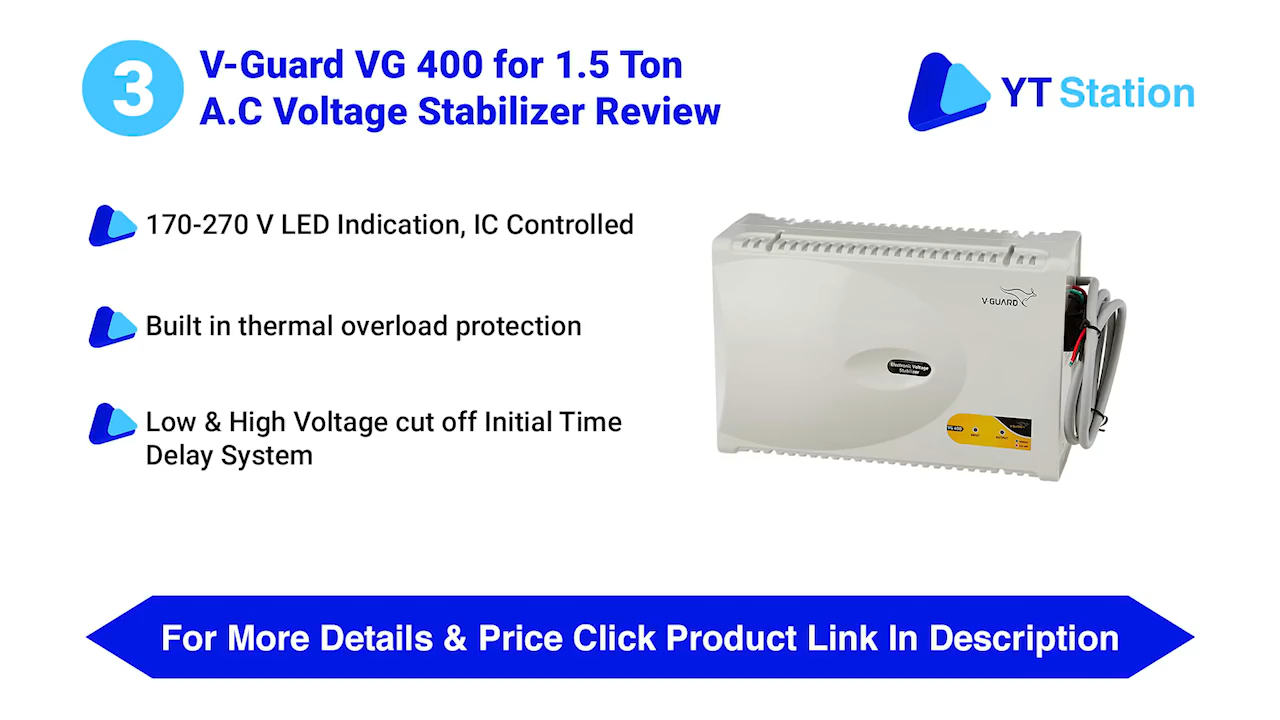 3
V-Guard VG 400 for 1.5 Ton
A.C Voltage Stabilizer Review
YT Station
170-270 V LED Indication, IC Controlled
Built in thermal overload protection
Low & High Voltage cut off Initial Time
Delay System
V-GUARD
Electronic Voltage
Stabilizer
VG 400
INPUT
OUTPUT
For More Details & Price Click Product Link In Description